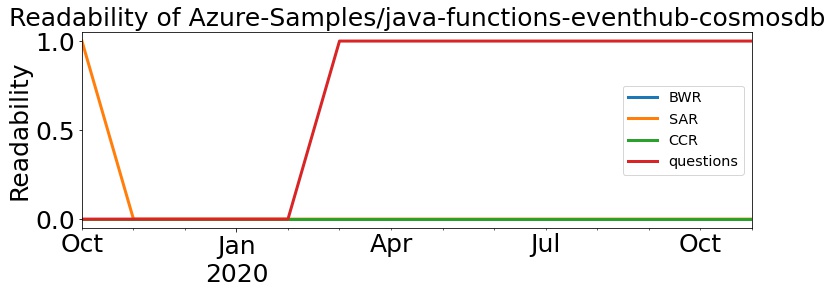 Readability of Azure-Samples/java-functions-eventhub-cosmosdb
Readability
1.0
0.5
0.0
BWR
SAR
CCR
questions
Oct
Jan
2020
Apr
Jul
Oct